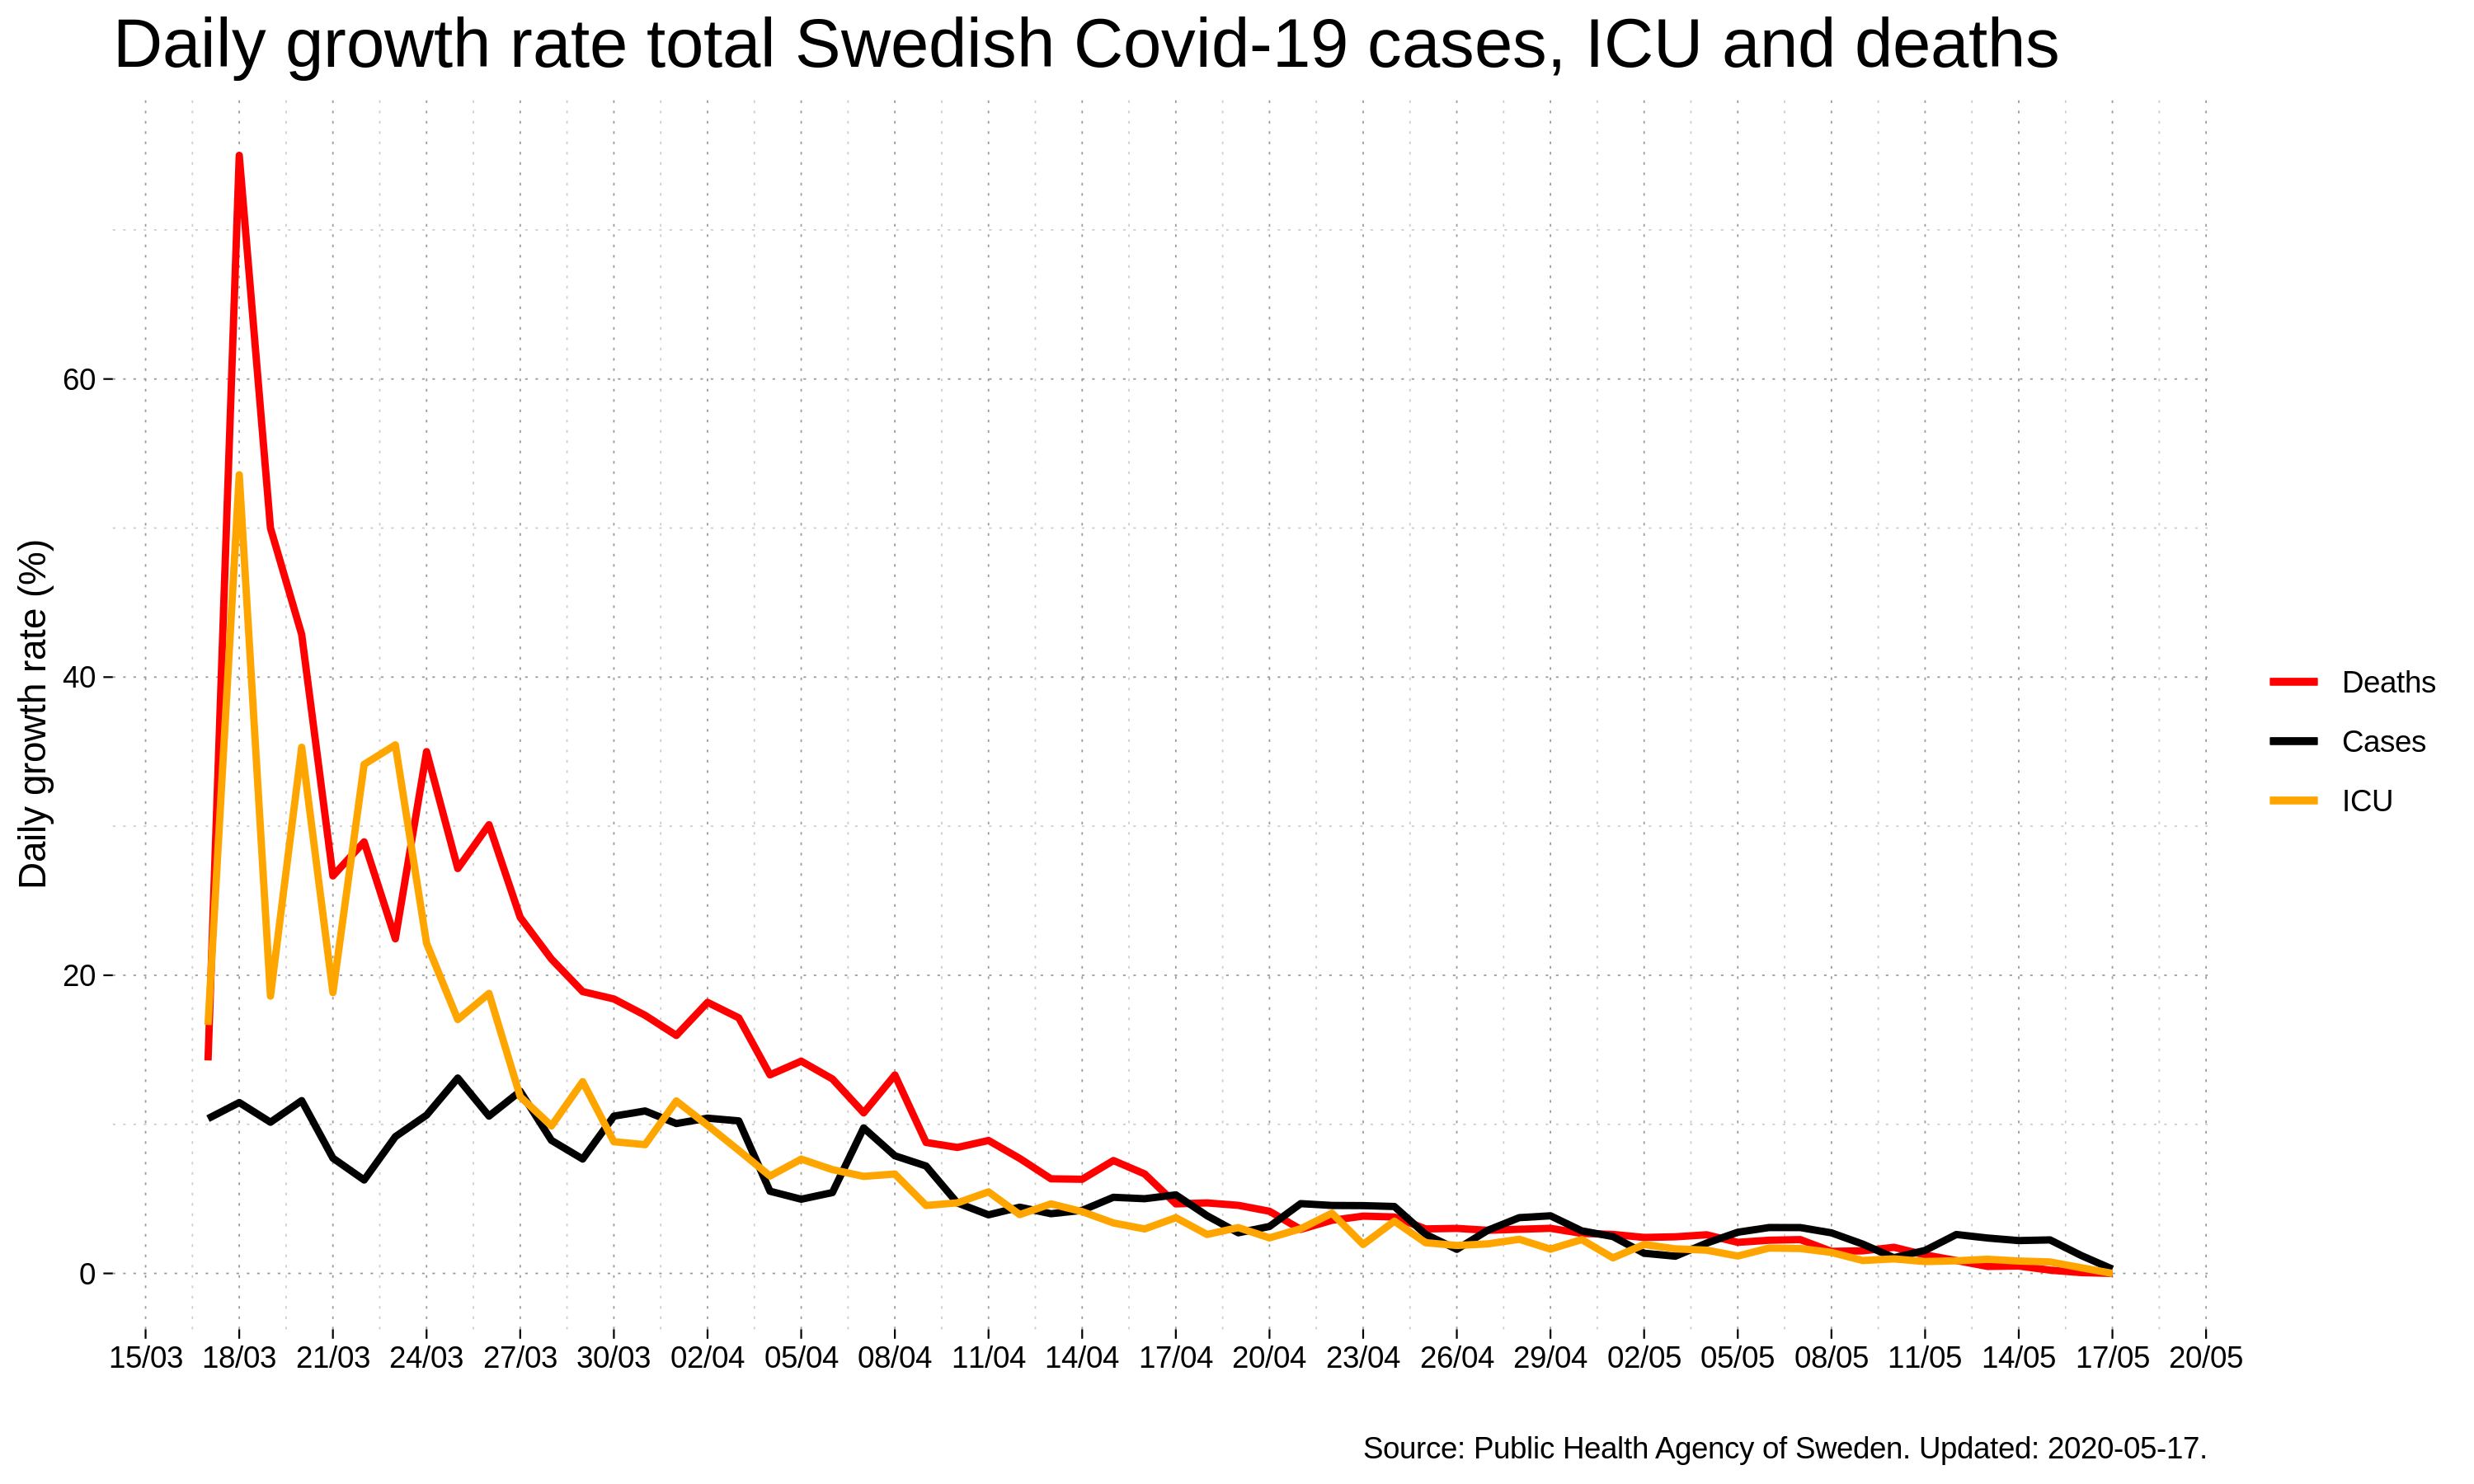 Daily growth rate total Swedish Covid-19 cases, ICU and deaths
Daily growth rate (%)
60
40
20
0
Deaths
Cases
ICU
15/03 18/03 21/03 24/03 27/03 30/03 02/04 05/04 08/04 11/04 14/04 17/04 20/04 23/04 26/04 29/04 02/05 05/05 08/05 11/05 14/05 17/05 20/05
Source: Public Health Agency of Sweden. Updated: 2020-05-17.